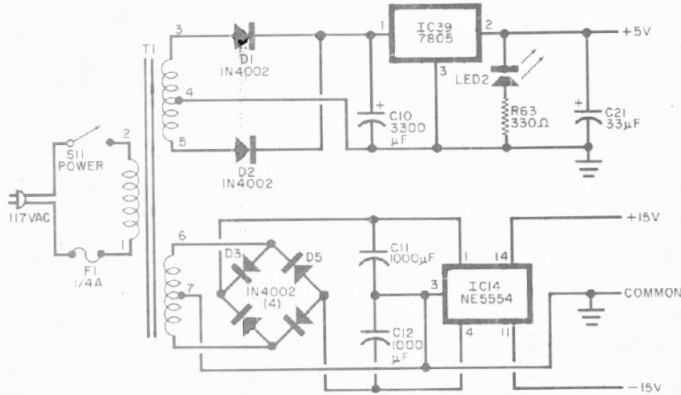 T1
3
D1
1N4002
4
5
D2
1N4002
S11
POWER
2
117VAC
1
F1
1/4A
1
IC39
7805
2
3
+5V
LED2
R63
330Ω
+
C10
3300
µF
+
C21
33µF
6
7
D3
D5
1N4002
(4)
C11
1000µF
C12
1000
µF
1
14
3
IC14
NE5554
4
11
+15V
COMMON
-15V